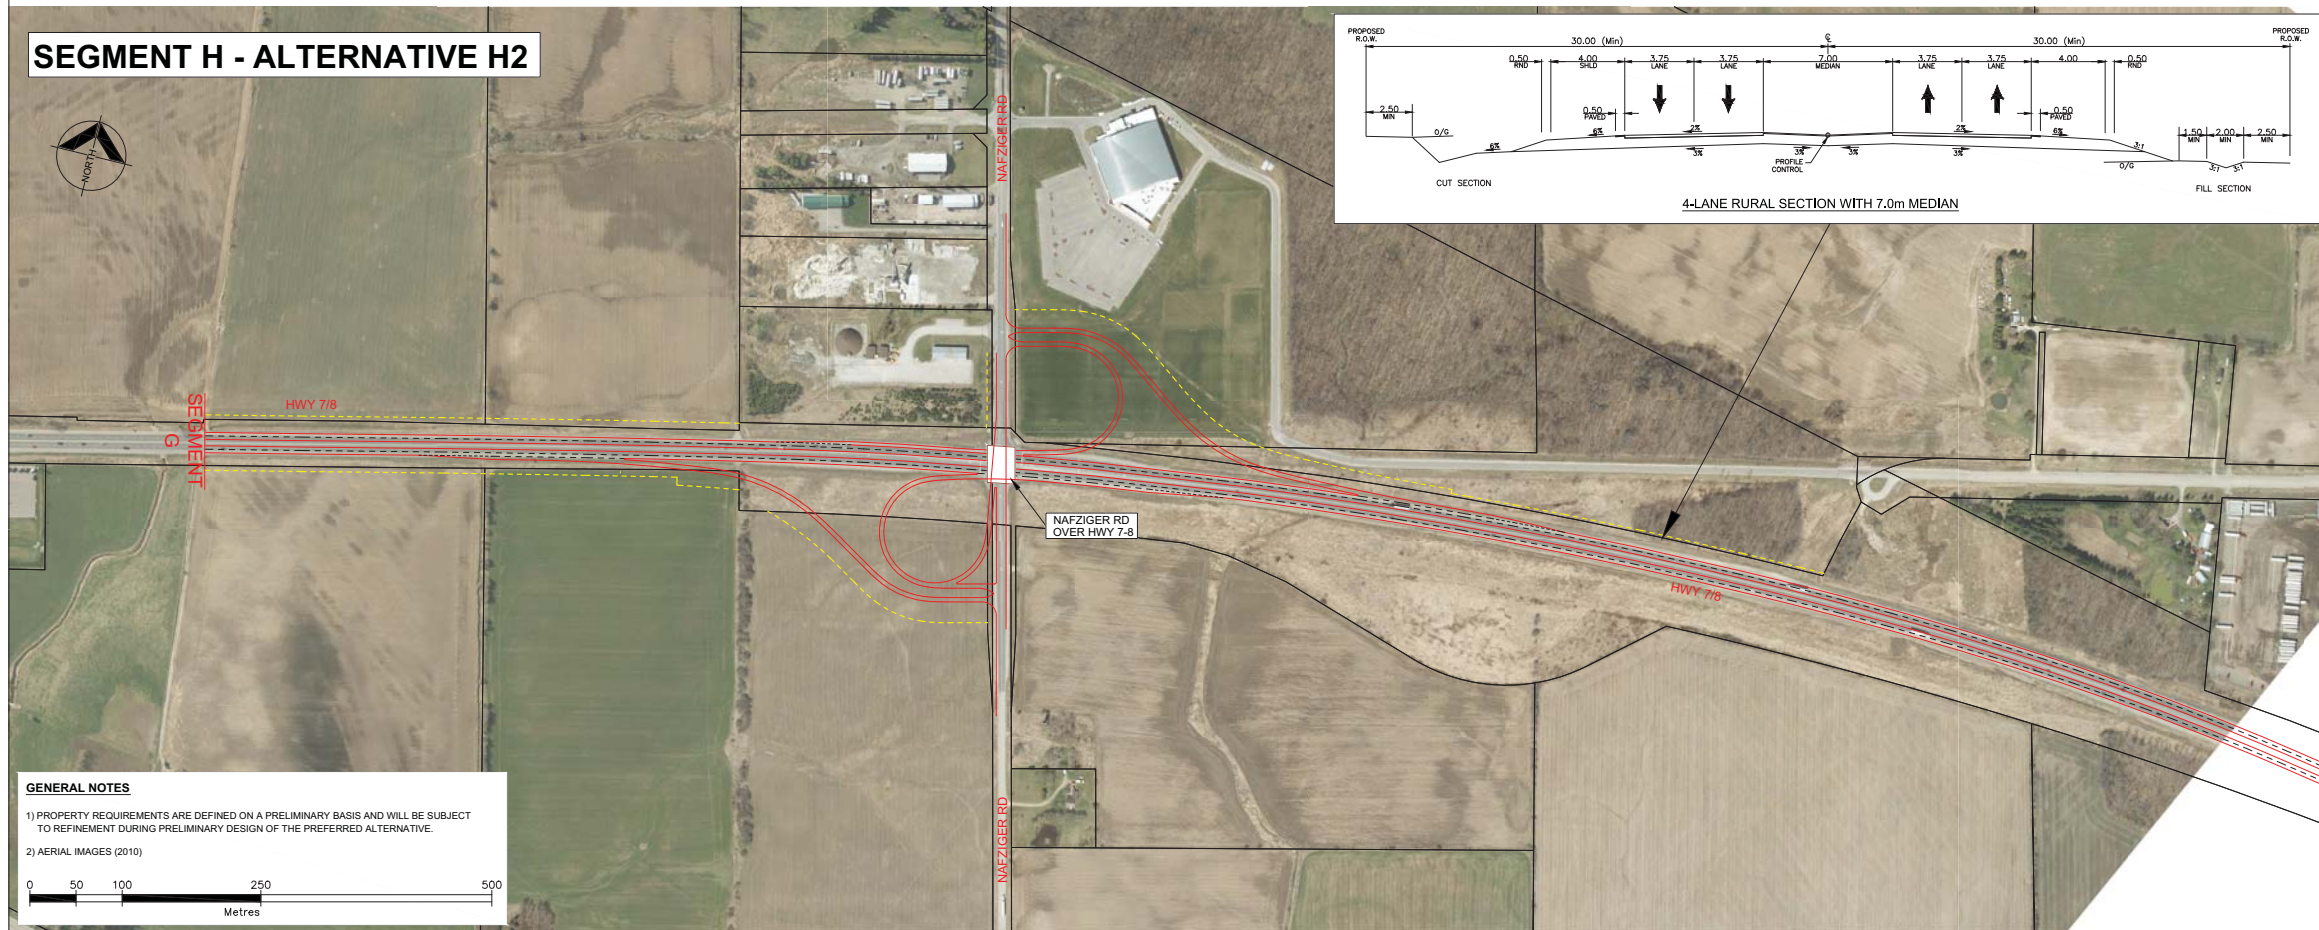 SEGMENT H - ALTERNATIVE H2
NORTH
PROPOSED
R.O.W.
30.00 (Min)
℄
30.00 (Min)
PROPOSED
R.O.W.
0.50
RND
4.00
SHLD
3.75
LANE
3.75
LANE
7.00
MEDIAN
3.75
LANE
3.75
LANE
4.00
0.50
RND
2.50
MIN
0.50
PAVED
0.50
PAVED
1.50
MIN
2.00
MIN
2.50
MIN
O/G
6%
6%
2%
2%
6%
3%
3%
3%
3%
3:1
O/G
3:1
3:1
PROFILE
CONTROL
CUT SECTION
FILL SECTION
4-LANE RURAL SECTION WITH 7.0m MEDIAN
NAFZIGER RD
HWY 7/8
SEGMENT
G
NAFZIGER RD
OVER HWY 7-8
HWY 7/8
NAFZIGER RD
GENERAL NOTES
1) PROPERTY REQUIREMENTS ARE DEFINED ON A PRELIMINARY BASIS AND WILL BE SUBJECT
TO REFINEMENT DURING PRELIMINARY DESIGN OF THE PREFERRED ALTERNATIVE.
2) AERIAL IMAGES (2010)
0 50 100 250 500
Metres